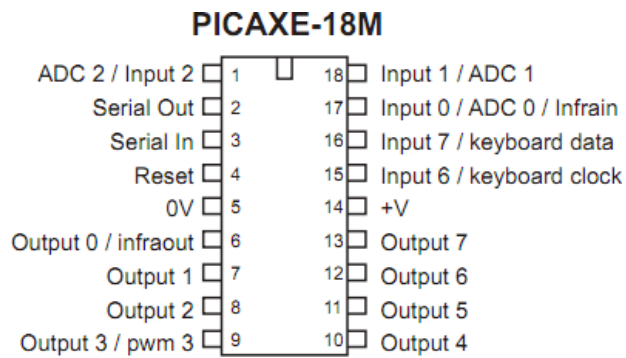 PICAXE-18M
ADC 2 / Input 2 1 18 Input 1 / ADC 1
Serial Out 2 17 Input 0 / ADC 0 / Infrain
Serial In 3 16 Input 7 / keyboard data
Reset 4 15 Input 6 / keyboard clock
0V 5 14 +V
Output 0 / infraout 6 13 Output 7
Output 1 7 12 Output 6
Output 2 8 11 Output 5
Output 3 / pwm 3 9 10 Output 4